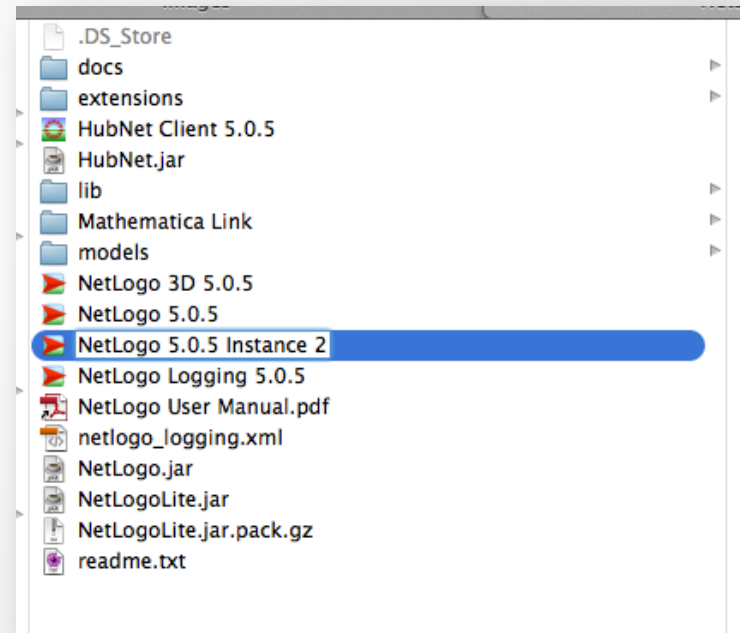 .DS_Store
docs
extensions
HubNet Client 5.0.5
HubNet.jar
lib
Mathematica Link
models
NetLogo 3D 5.0.5
NetLogo 5.0.5
NetLogo 5.0.5 Instance 2
NetLogo Logging 5.0.5
NetLogo User Manual.pdf
netlogo_logging.xml
NetLogo.jar
NetLogoLite.jar
NetLogoLite.jar.pack.gz
readme.txt